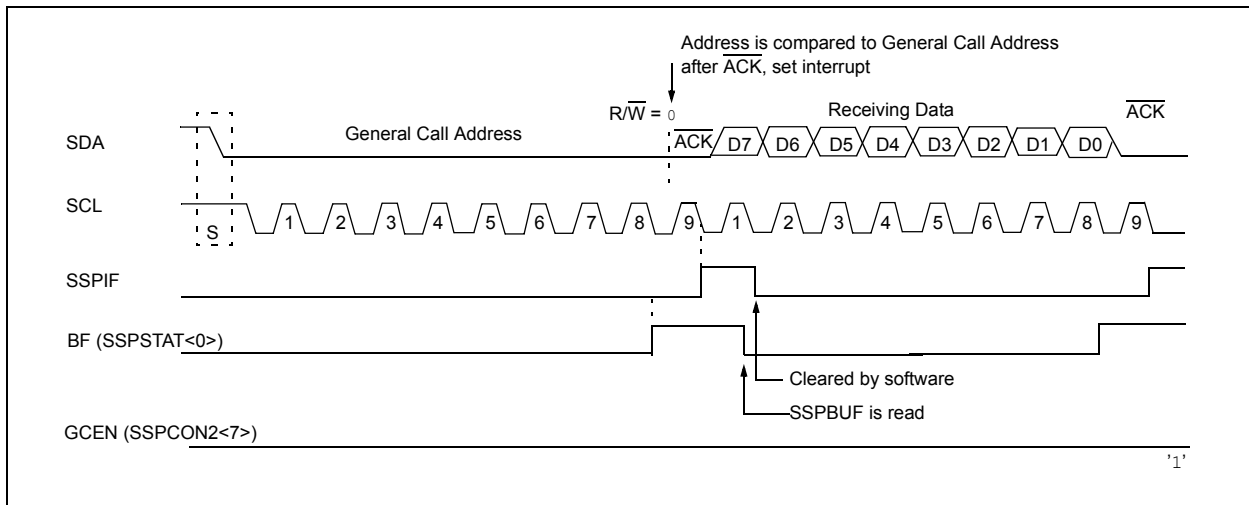 Address is compared to General Call Address
after ACK, set interrupt
R/W = 0
General Call Address
Receiving Data
ACK
SDA
ACK D7 D6 D5 D4 D3 D2 D1 D0
SCL
S
1 2 3 4 5 6 7 8 9 1 2 3 4 5 6 7 8 9
SSPIF
BF (SSPSTAT<0>)
Cleared by software
SSPBUF is read
GCEN (SSPCON2<7>)
'1'